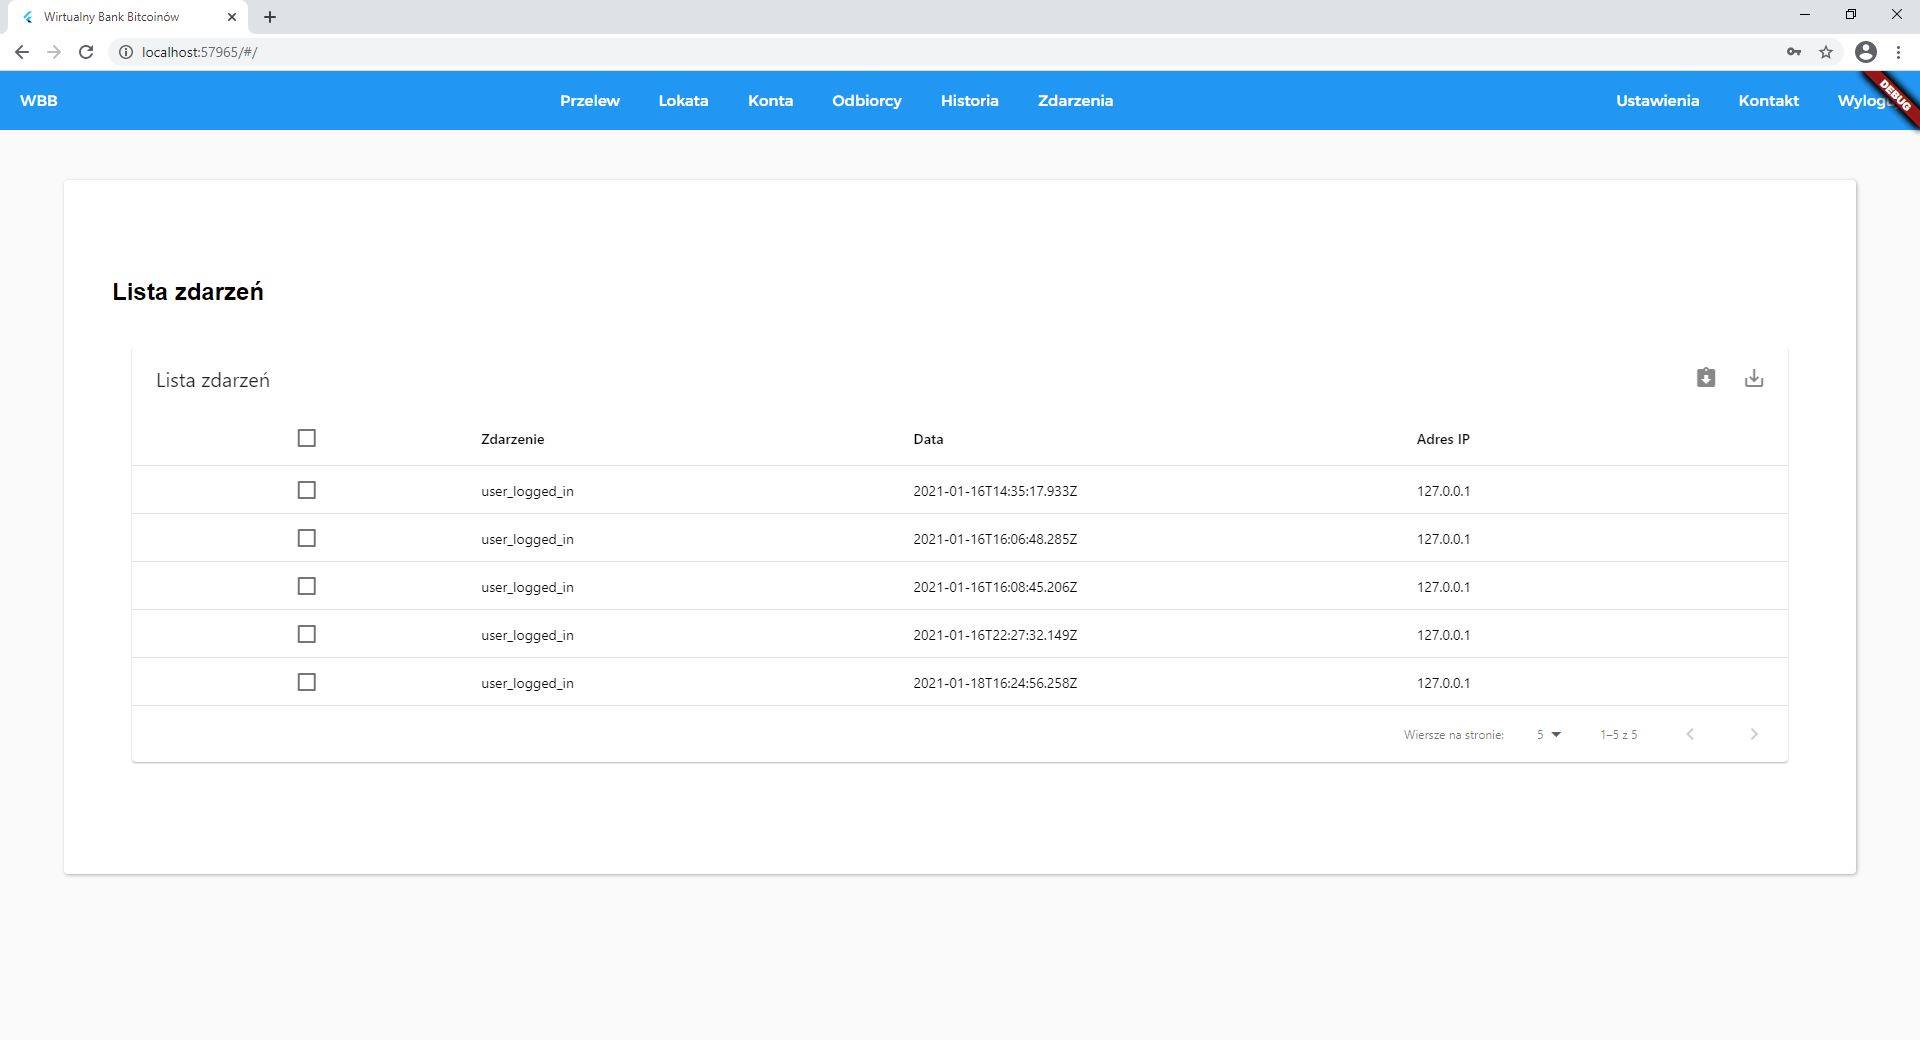 Wirtualny Bank Bitcoinów
localhost:57965/#/
WBB Przelew Lokata Konta Odbiorcy Historia Zdarzenia Ustawienia Kontakt
DEBUG
Lista zdarzeń
Lista zdarzeń
Zdarzenie Data Adres IP
user_logged_in 2021-01-16T14:35:17.933Z 127.0.0.1
user_logged_in 2021-01-16T16:06:48.285Z 127.0.0.1
user_logged_in 2021-01-16T16:08:45.206Z 127.0.0.1
user_logged_in 2021-01-16T22:27:32.149Z 127.0.0.1
user_logged_in 2021-01-18T16:24:56.258Z 127.0.0.1
Wiersze na stronie: 5 1–5 z 5